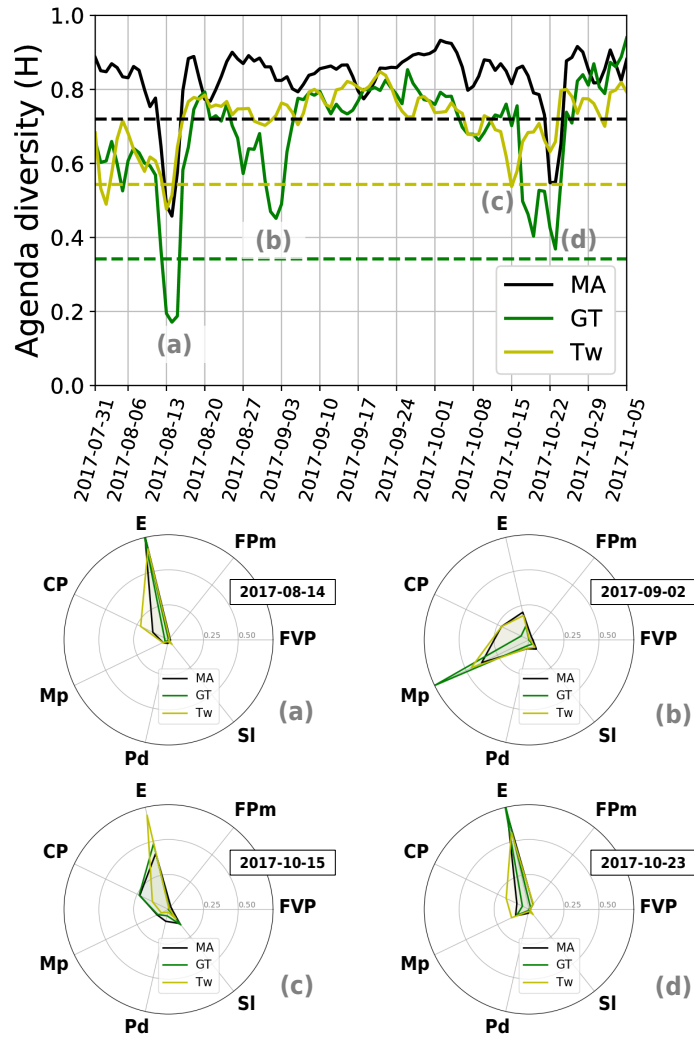 Agenda diversity (H)
1.0
0.8
0.6
0.4
0.2
0.0
(a)
(b)
(c)
(d)
MA
GT
Tw
2017-07-31
2017-08-06
2017-08-13
2017-08-20
2017-08-27
2017-09-03
2017-09-10
2017-09-17
2017-09-24
2017-10-01
2017-10-08
2017-10-15
2017-10-22
2017-10-29
2017-11-05
E
FPm
CP
2017-08-14
0.25
0.50
FVP
Mp
MA
GT
Tw
Pd
Sl
(a)
E
FPm
CP
2017-09-02
0.25
0.50
FVP
Mp
MA
GT
Tw
Pd
Sl
(b)
E
FPm
CP
2017-10-15
0.25
0.50
FVP
Mp
MA
GT
Tw
Pd
Sl
(c)
E
FPm
CP
2017-10-23
0.25
0.50
FVP
Mp
MA
GT
Tw
Pd
Sl
(d)